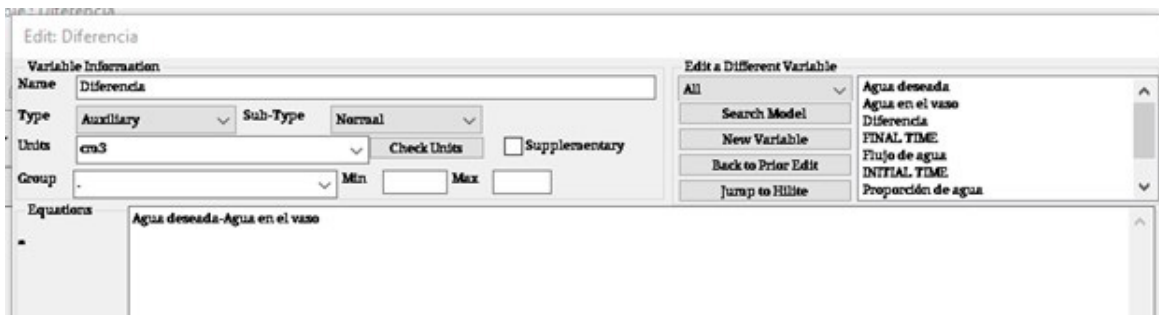 Edit: Diferencia
Variable Information
Name Diferencia
Type Auxiliary Sub-Type Normal
Units cm3 Check Units Supplementary
Group . Min Max
Edit a Different Variable
All
Search Model
New Variable
Back to Prior Edit
Jump to Hilite
Agua deseada
Agua en el vaso
Diferencia
FINAL TIME
Flujo de agua
INITIAL TIME
Proporción de agua
Equations
=
Agua deseada-Agua en el vaso